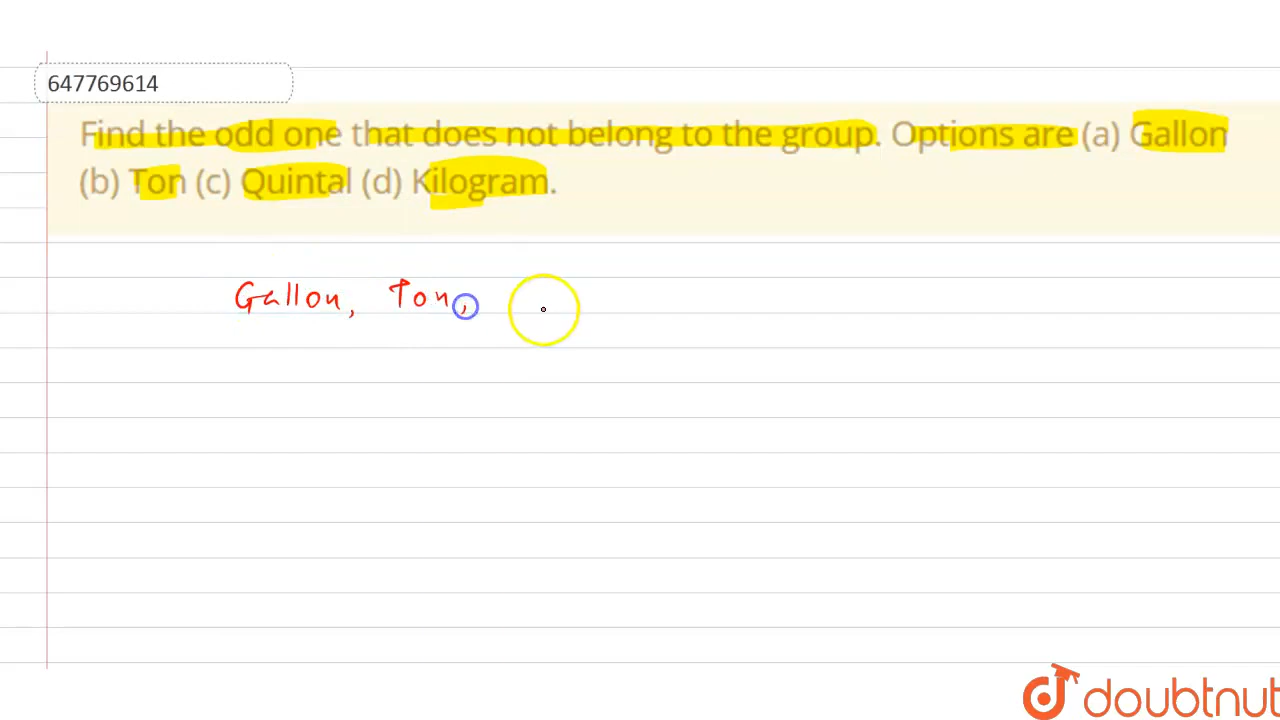 647769614
Find the odd one that does not belong to the group. Options are (a) Gallon
(b) Ton (c) Quintal (d) Kilogram.
Gallon, Ton,
doubtnut